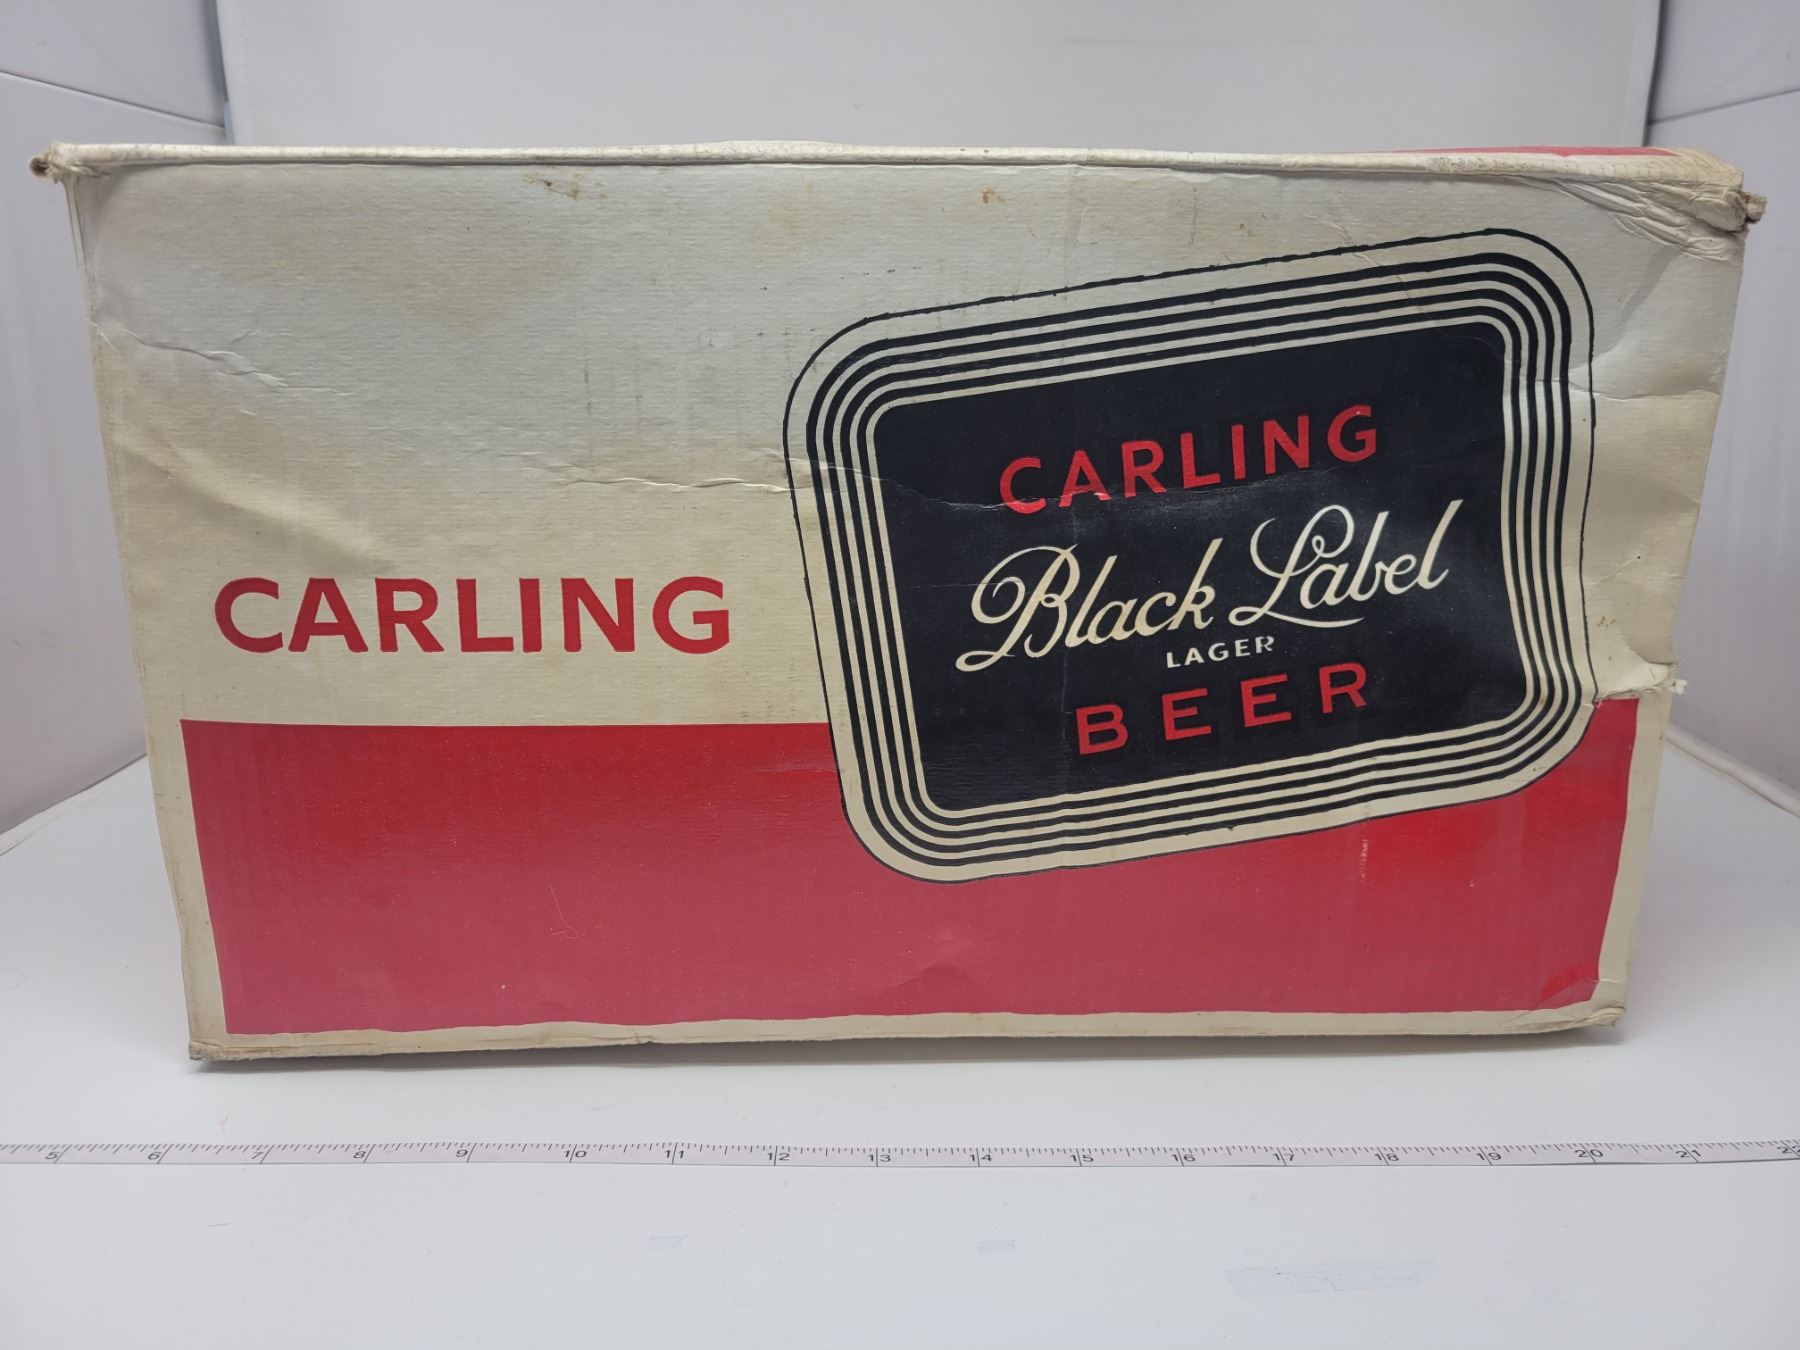 CARLING
CARLING
Black Label
LAGER
BEER
5 6 7 8 9 10 11 12 13 14 15 16 17 18 19 20 21 22